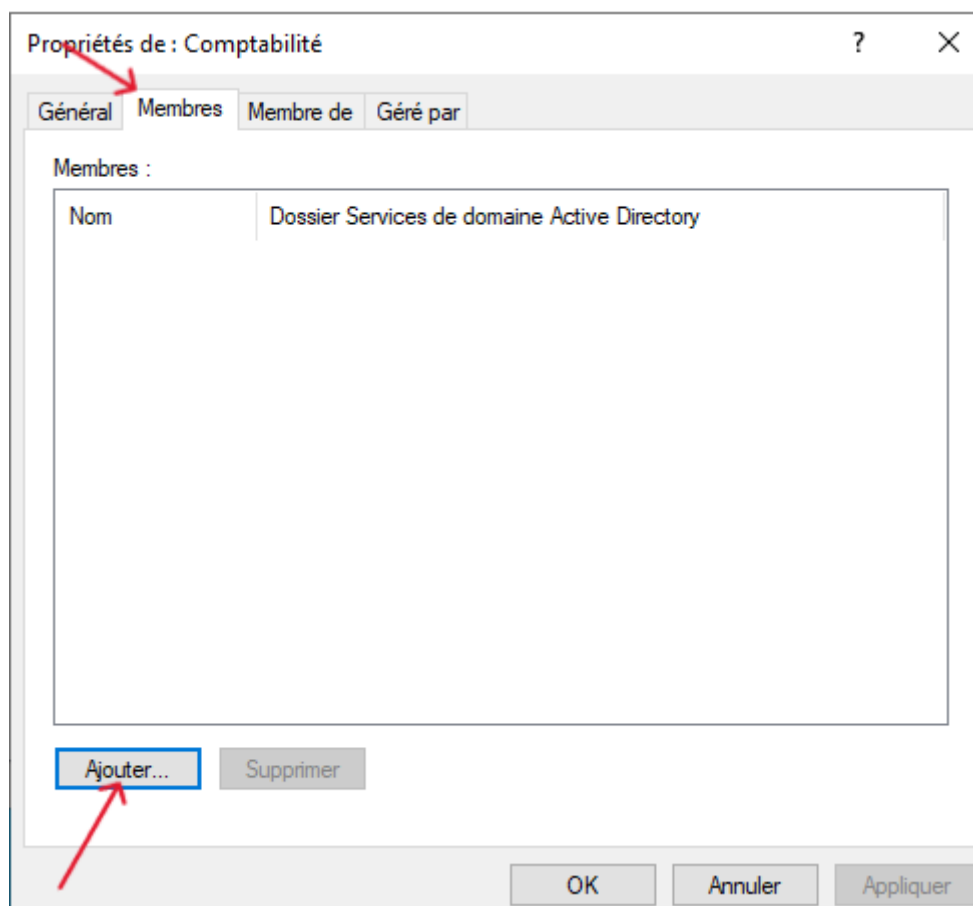 Propriétés de : Comptabilité ? ×
Général Membres Membre de Géré par
Membres :
Nom Dossier Services de domaine Active Directory
Ajouter... Supprimer
OK Annuler Appliquer